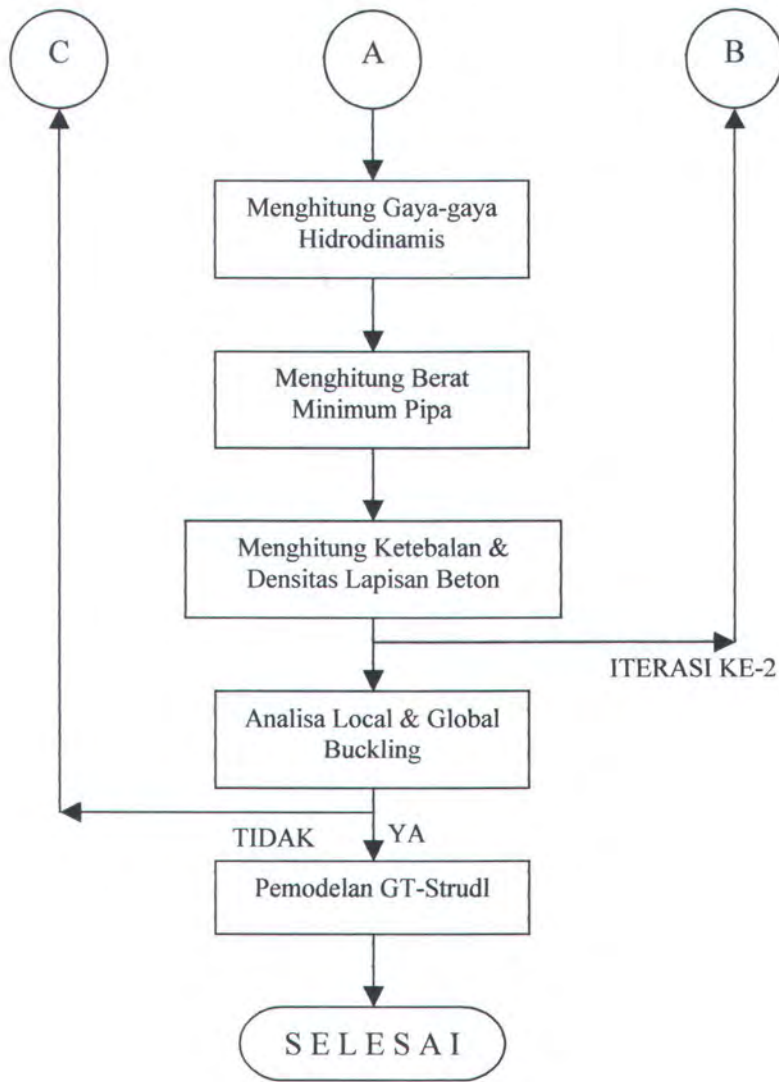 C
A
B
Menghitung Gaya-gaya
Hidrodinamis
Menghitung Berat
Minimum Pipa
Menghitung Ketebalan &
Densitas Lapisan Beton
ITERASI KE-2
Analisa Local & Global
Buckling
TIDAK
YA
Pemodelan GT-Strudl
S E L E S A I